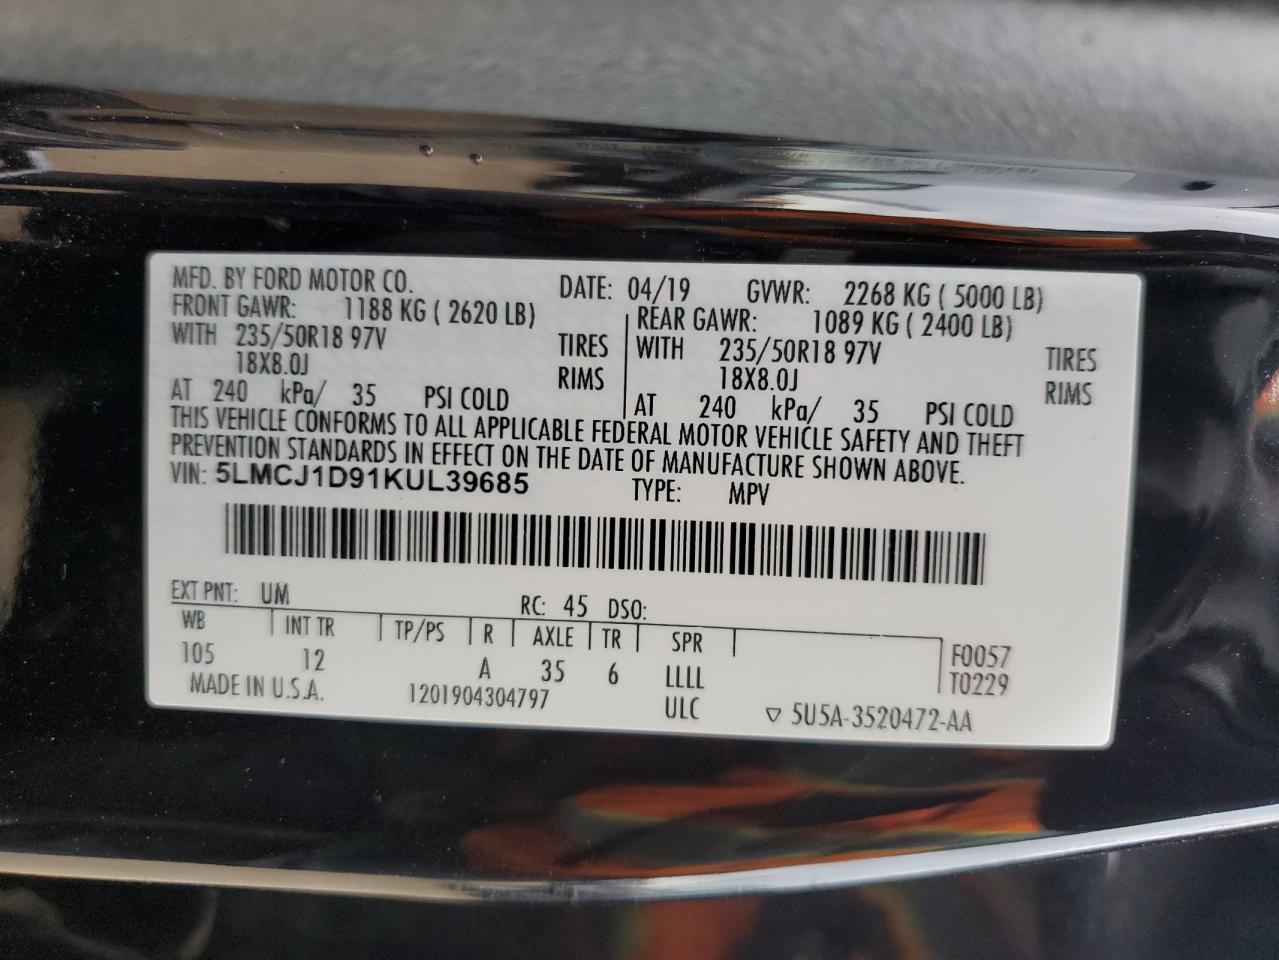 MFD. BY FORD MOTOR CO. DATE: 04/19 GVWR: 2268 KG ( 5000 LB)
FRONT GAWR: 1188 KG ( 2620 LB) REAR GAWR: 1089 KG ( 2400 LB)
WITH 235/50R18 97V TIRES WITH 235/50R18 97V TIRES
18X8.0J RIMS 18X8.0J RIMS
AT 240 kPa/ 35 PSI COLD AT 240 kPa/ 35 PSI COLD
THIS VEHICLE CONFORMS TO ALL APPLICABLE FEDERAL MOTOR VEHICLE SAFETY AND THEFT
PREVENTION STANDARDS IN EFFECT ON THE DATE OF MANUFACTURE SHOWN ABOVE.
VIN: 5LMCJ1D91KUL39685 TYPE: MPV
EXT PNT: UM RC: 45 DSO:
WB INT TR TP/PS R AXLE TR SPR F0057
105 12 A 35 6 LLLL T0229
MADE IN U.S.A. 1201904304797 ULC ▽ 5U5A-3520472-AA